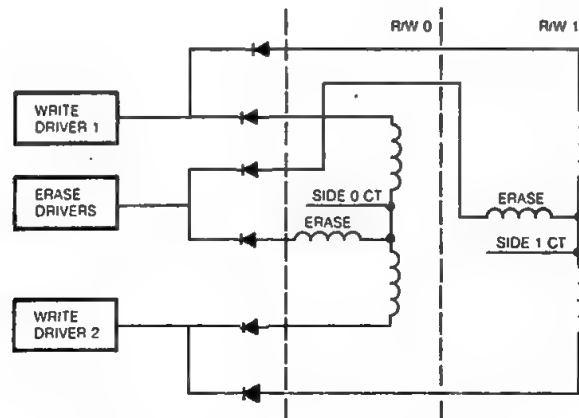 R/W 0
R/W 1
WRITE
DRIVER 1
ERASE
DRIVERS
SIDE 0 CT
ERASE
ERASE
SIDE 1 CT
WRITE
DRIVER 2